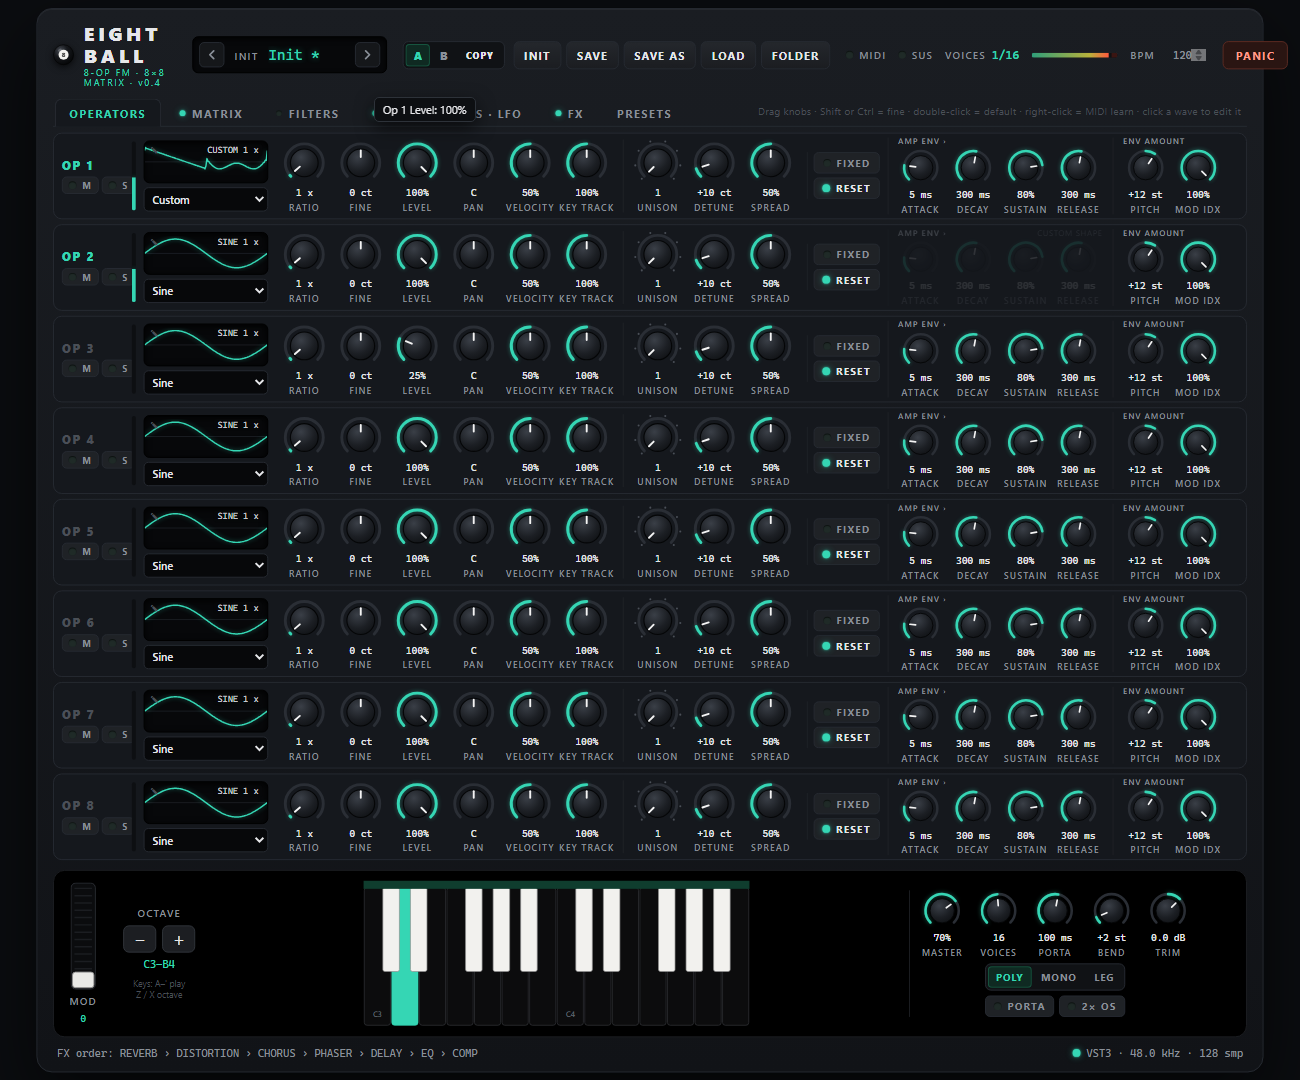 EIGHT BALL
8-OP FM · 8×8 MATRIX · v0.4
INIT Init *
A B COPY INIT SAVE SAVE AS LOAD FOLDER MIDI SUS VOICES 1/16 BPM 120 PANIC
OPERATORS MATRIX FILTERS S · LFO FX PRESETS
Op 1 Level: 100%
Drag knobs · Shift or Ctrl = fine · double-click = default · right-click = MIDI learn · click a wave to edit it
OP 1 M S CUSTOM 1 x Custom
1 x 0 ct 100% C 50% 100% 1 +10 ct 50%
RATIO FINE LEVEL PAN VELOCITY KEY TRACK UNISON DETUNE SPREAD
FIXED RESET
AMP ENV › ENV AMOUNT
5 ms 300 ms 80% 300 ms +12 st 100%
ATTACK DECAY SUSTAIN RELEASE PITCH MOD IDX
OP 2 M S SINE 1 x Sine
1 x 0 ct 100% C 50% 100% 1 +10 ct 50%
RATIO FINE LEVEL PAN VELOCITY KEY TRACK UNISON DETUNE SPREAD
FIXED RESET
AMP ENV › CUSTOM SHAPE ENV AMOUNT
5 ms 300 ms 80% 300 ms +12 st 100%
ATTACK DECAY SUSTAIN RELEASE PITCH MOD IDX
OP 3 M S SINE 1 x Sine
1 x 0 ct 25% C 50% 100% 1 +10 ct 50%
RATIO FINE LEVEL PAN VELOCITY KEY TRACK UNISON DETUNE SPREAD
FIXED RESET
AMP ENV › ENV AMOUNT
5 ms 300 ms 80% 300 ms +12 st 100%
ATTACK DECAY SUSTAIN RELEASE PITCH MOD IDX
OP 4 M S SINE 1 x Sine
1 x 0 ct 100% C 50% 100% 1 +10 ct 50%
RATIO FINE LEVEL PAN VELOCITY KEY TRACK UNISON DETUNE SPREAD
FIXED RESET
AMP ENV › ENV AMOUNT
5 ms 300 ms 80% 300 ms +12 st 100%
ATTACK DECAY SUSTAIN RELEASE PITCH MOD IDX
OP 5 M S SINE 1 x Sine
1 x 0 ct 100% C 50% 100% 1 +10 ct 50%
RATIO FINE LEVEL PAN VELOCITY KEY TRACK UNISON DETUNE SPREAD
FIXED RESET
AMP ENV › ENV AMOUNT
5 ms 300 ms 80% 300 ms +12 st 100%
ATTACK DECAY SUSTAIN RELEASE PITCH MOD IDX
OP 6 M S SINE 1 x Sine
1 x 0 ct 100% C 50% 100% 1 +10 ct 50%
RATIO FINE LEVEL PAN VELOCITY KEY TRACK UNISON DETUNE SPREAD
FIXED RESET
AMP ENV › ENV AMOUNT
5 ms 300 ms 80% 300 ms +12 st 100%
ATTACK DECAY SUSTAIN RELEASE PITCH MOD IDX
OP 7 M S SINE 1 x Sine
1 x 0 ct 100% C 50% 100% 1 +10 ct 50%
RATIO FINE LEVEL PAN VELOCITY KEY TRACK UNISON DETUNE SPREAD
FIXED RESET
AMP ENV › ENV AMOUNT
5 ms 300 ms 80% 300 ms +12 st 100%
ATTACK DECAY SUSTAIN RELEASE PITCH MOD IDX
OP 8 M S SINE 1 x Sine
1 x 0 ct 100% C 50% 100% 1 +10 ct 50%
RATIO FINE LEVEL PAN VELOCITY KEY TRACK UNISON DETUNE SPREAD
FIXED RESET
AMP ENV › ENV AMOUNT
5 ms 300 ms 80% 300 ms +12 st 100%
ATTACK DECAY SUSTAIN RELEASE PITCH MOD IDX
MOD
0
OCTAVE
− +
C3–B4
Keys: A–' play
Z / X octave
C3 C4
70% 16 100 ms +2 st 0.0 dB
MASTER VOICES PORTA BEND TRIM
POLY MONO LEG
PORTA 2× OS
FX order: REVERB › DISTORTION › CHORUS › PHASER › DELAY › EQ › COMP
VST3 · 48.0 kHz · 128 smp